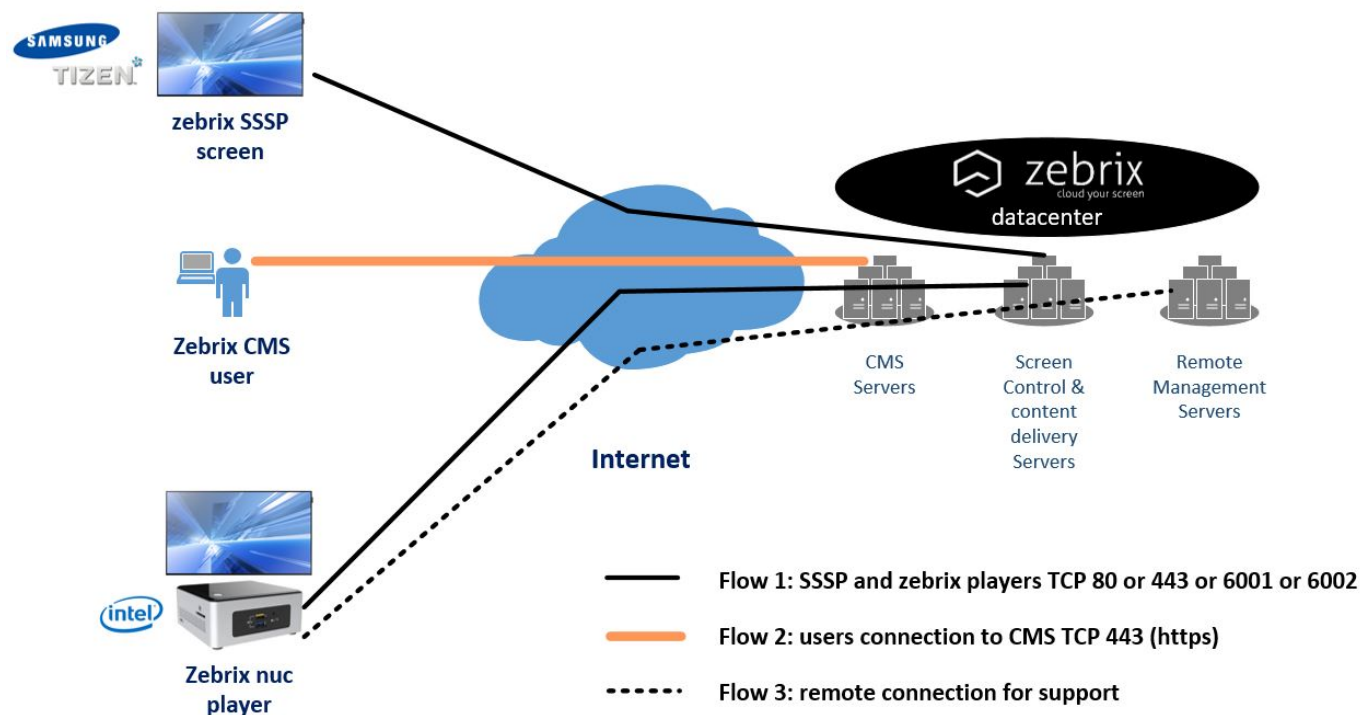 SAMSUNG
TIZEN
zebrix SSSP
screen
zebrix
cloud your screen
datacenter
Zebrix CMS
user
CMS
Servers
Screen
Control &
content
delivery
Servers
Remote
Management
Servers
Internet
intel
Zebrix nuc
player
Flow 1: SSSP and zebrix players TCP 80 or 443 or 6001 or 6002
Flow 2: users connection to CMS TCP 443 (https)
Flow 3: remote connection for support